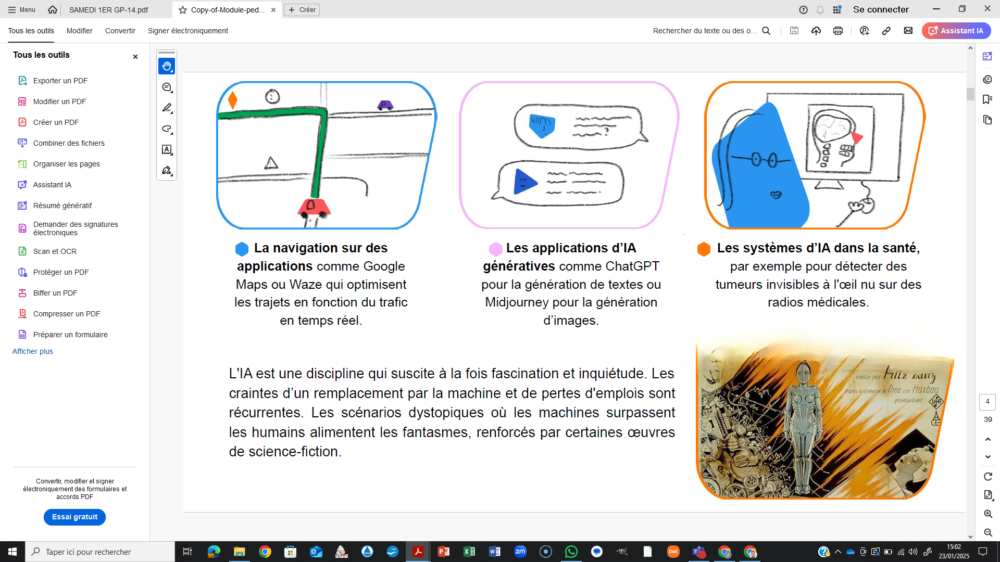 Menu
SAMEDI 1ER GP-14.pdf
Copy-of-Module-ped...
Créer
Se connecter
Tous les outils
Modifier
Convertir
Signer électroniquement
Rechercher du texte ou des o...
Assistant IA
Tous les outils
Exporter un PDF
Modifier un PDF
Créer un PDF
Combiner des fichiers
Organiser les pages
Assistant IA
Résumé génératif
Demander des signatures
électroniques
Scan et OCR
Protéger un PDF
Biffer un PDF
Compresser un PDF
Préparer un formulaire
Afficher plus
Convertir, modifier et signer
électroniquement des formulaires et
accords PDF
Essai gratuit
La navigation sur des
applications comme Google
Maps ou Waze qui optimisent
les trajets en fonction du trafic
en temps réel.
Les applications d’IA
génératives comme ChatGPT
pour la génération de textes ou
Midjourney pour la génération
d’images.
Les systèmes d’IA dans la santé,
par exemple pour détecter des
tumeurs invisibles à l'œil nu sur des
radios médicales.
L'IA est une discipline qui suscite à la fois fascination et inquiétude. Les
craintes d’un remplacement par la machine et de pertes d'emplois sont
récurrentes. Les scénarios dystopiques où les machines surpassent
les humains alimentent les fantasmes, renforcés par certaines œuvres
de science-fiction.
réalisé par Fritz Lang
d'après le scénario de Thea von Harbou
production UFA
4
39
Taper ici pour rechercher
15:02
23/01/2025